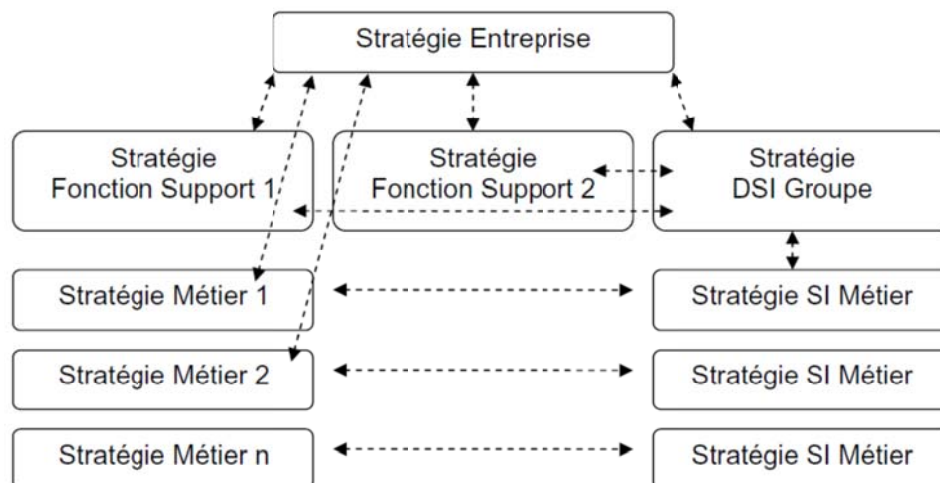 Stratégie Entreprise
Stratégie
Fonction Support 1
Stratégie
Fonction Support 2
Stratégie
DSI Groupe
Stratégie Métier 1
Stratégie SI Métier
Stratégie Métier 2
Stratégie SI Métier
Stratégie Métier n
Stratégie SI Métier